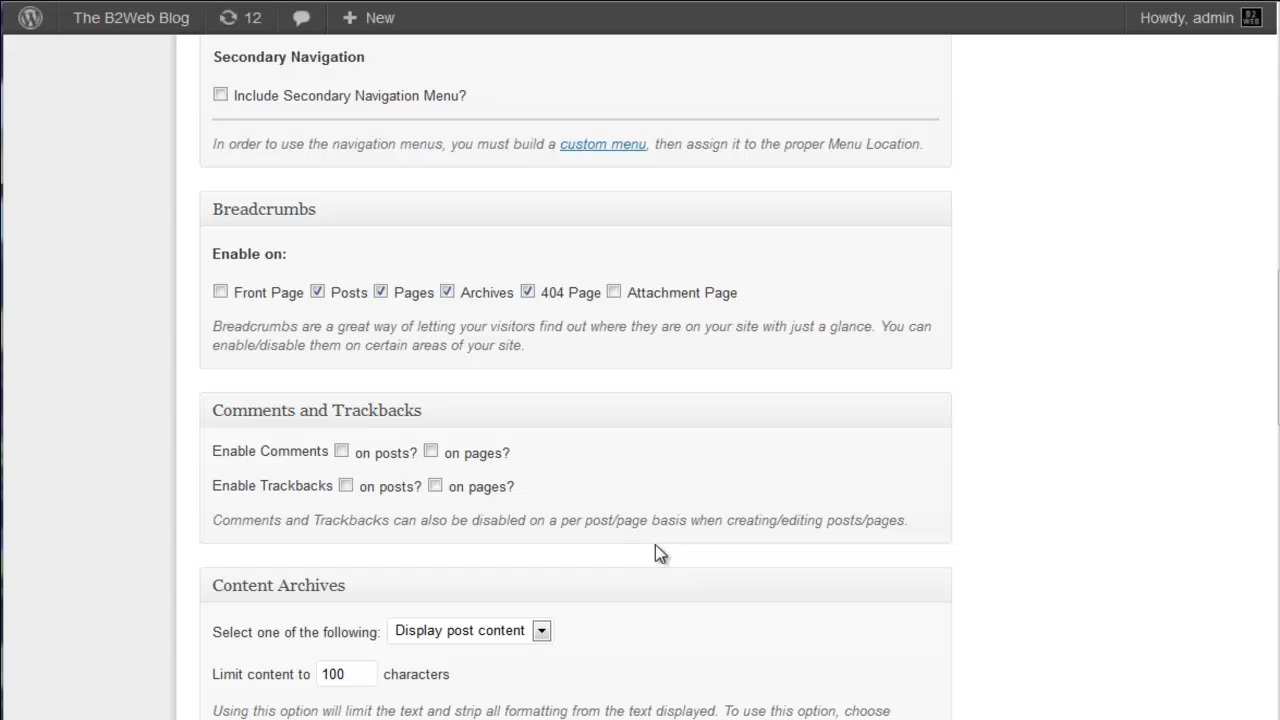 The B2Web Blog 12 New Howdy, admin B2 WEB
Secondary Navigation
Include Secondary Navigation Menu?
In order to use the navigation menus, you must build a custom menu, then assign it to the proper Menu Location.
Breadcrumbs
Enable on:
Front Page Posts Pages Archives 404 Page Attachment Page
Breadcrumbs are a great way of letting your visitors find out where they are on your site with just a glance. You can
enable/disable them on certain areas of your site.
Comments and Trackbacks
Enable Comments on posts? on pages?
Enable Trackbacks on posts? on pages?
Comments and Trackbacks can also be disabled on a per post/page basis when creating/editing posts/pages.
Content Archives
Select one of the following: Display post content
Limit content to 100 characters
Using this option will limit the text and strip all formatting from the text displayed. To use this option, choose